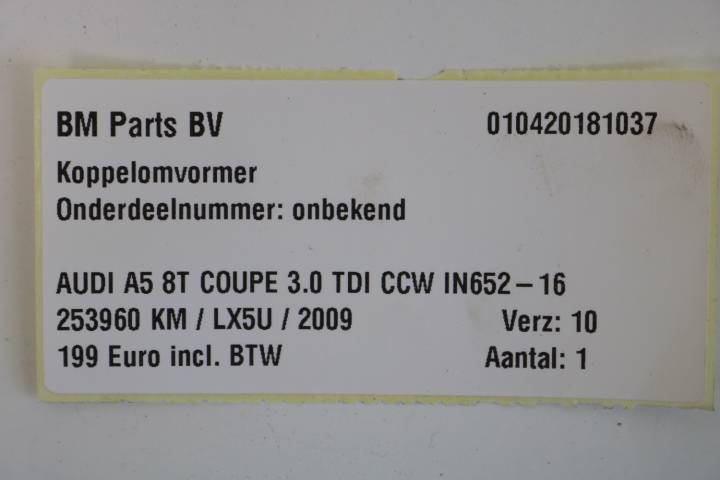 BM Parts BV 010420181037
Koppelomvormer
Onderdeelnummer: onbekend
AUDI A5 8T COUPE 3.0 TDI CCW IN652-16
253960 KM / LX5U / 2009 Verz: 10
199 Euro incl. BTW Aantal: 1